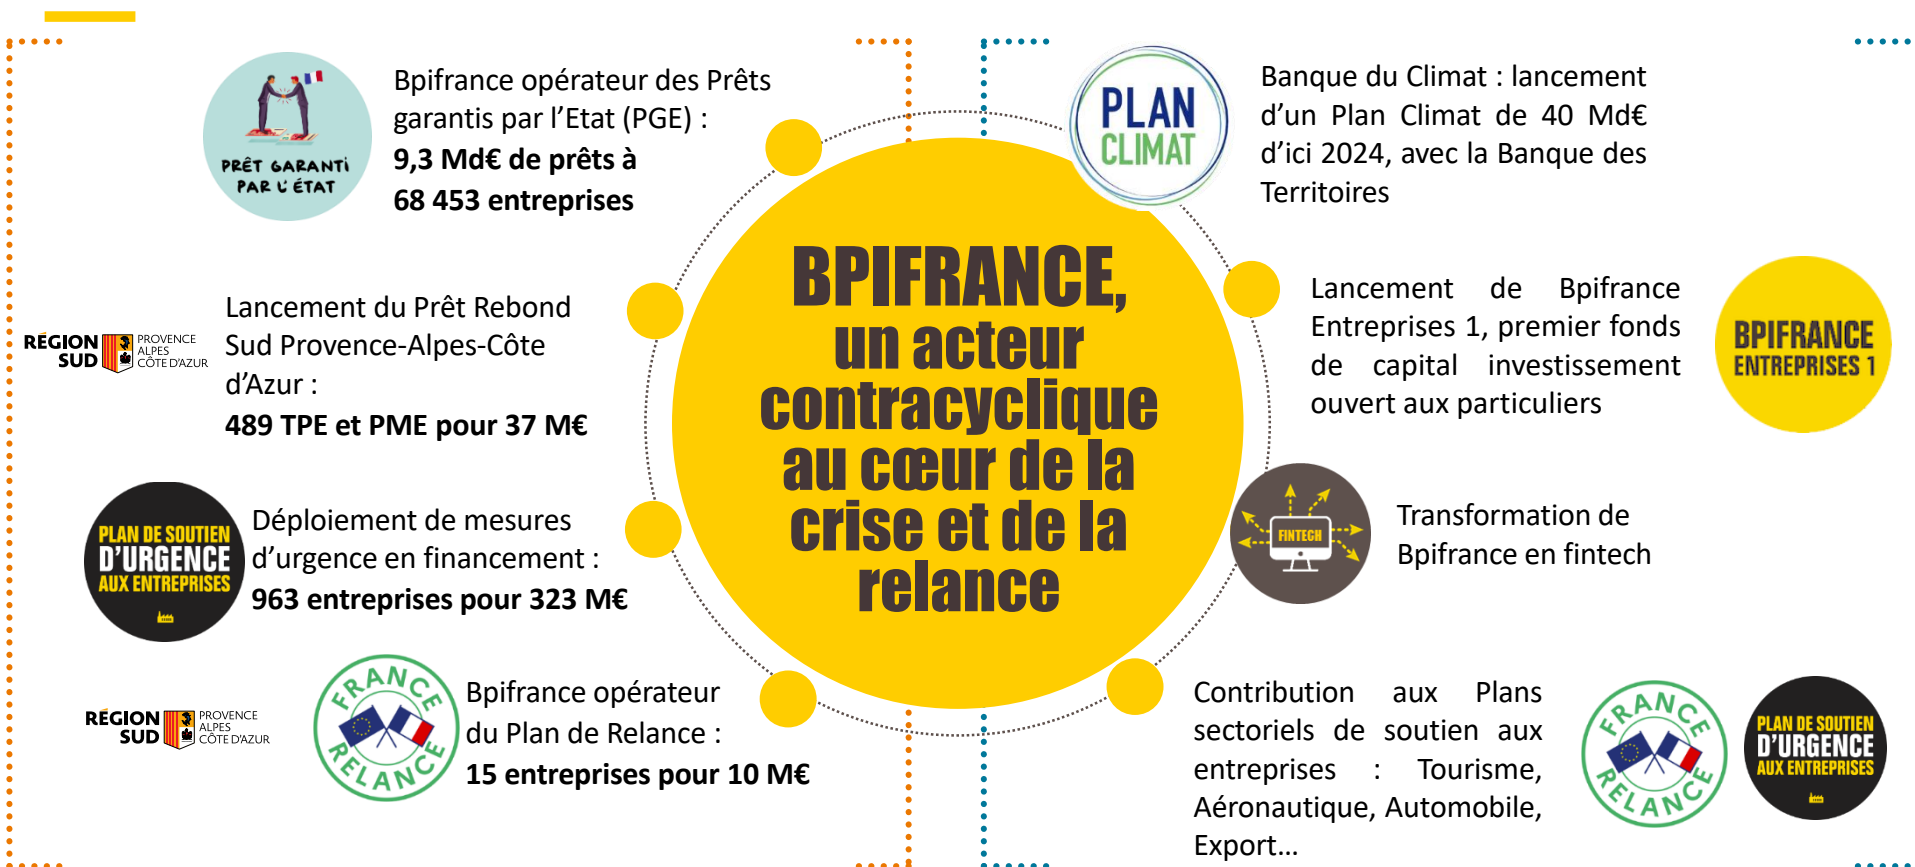 PRÊT GARANTI
PAR L'ÉTAT
Bpifrance opérateur des Prêts
garantis par l'Etat (PGE) :
9,3 Md€ de prêts à
68 453 entreprises
RÉGION
SUD
PROVENCE
ALPES
CÔTE D'AZUR
Lancement du Prêt Rebond
Sud Provence-Alpes-Côte
d'Azur :
489 TPE et PME pour 37 M€
PLAN DE SOUTIEN
D'URGENCE
AUX ENTREPRISES
Déploiement de mesures
d'urgence en financement :
963 entreprises pour 323 M€
RÉGION
SUD
PROVENCE
ALPES
CÔTE D'AZUR
FRANCE
RELANCE
Bpifrance opérateur
du Plan de Relance :
15 entreprises pour 10 M€
BPIFRANCE,
un acteur
contracyclique
au cœur de la
crise et de la
relance
PLAN
CLIMAT
Banque du Climat : lancement
d'un Plan Climat de 40 Md€
d'ici 2024, avec la Banque des
Territoires
Lancement de Bpifrance
Entreprises 1, premier fonds
de capital investissement
ouvert aux particuliers
BPIFRANCE
ENTREPRISES 1
FINTECH
Transformation de
Bpifrance en fintech
Contribution aux Plans
sectoriels de soutien aux
entreprises : Tourisme,
Aéronautique, Automobile,
Export…
FRANCE
RELANCE
PLAN DE SOUTIEN
D'URGENCE
AUX ENTREPRISES